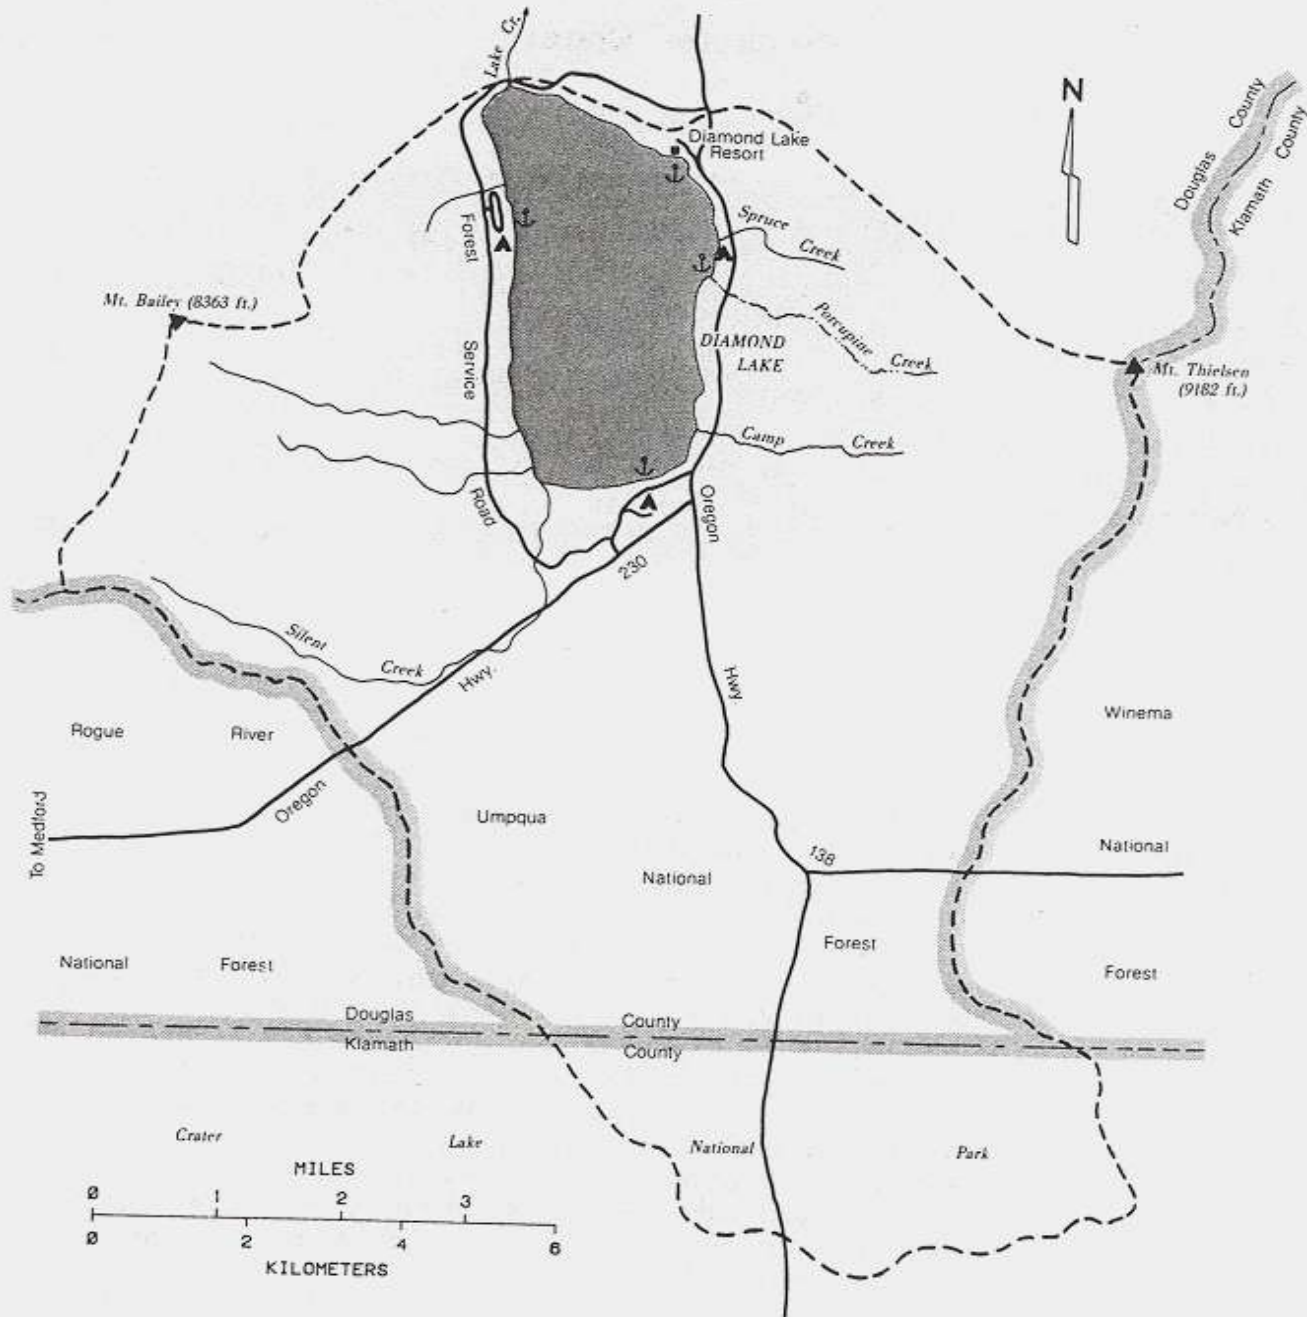 Lake Cr.
N
Douglas County
Klamath County
Diamond Lake
Resort
Spruce
Creek
Forest
Service
Road
Mt. Bailey (8363 ft.)
Porcupine
Creek
DIAMOND
LAKE
Mt. Thielsen
(9182 ft.)
Camp Creek
Oregon
230
Silent
Creek
Hwy.
Hwy
Rogue River
Winema
Oregon
Umpqua
To Medford
138
National
National
Forest
National Forest
Forest
Douglas County
Klamath County
Crater Lake National Park
MILES
0 1 2 3
0 2 4 6
KILOMETERS